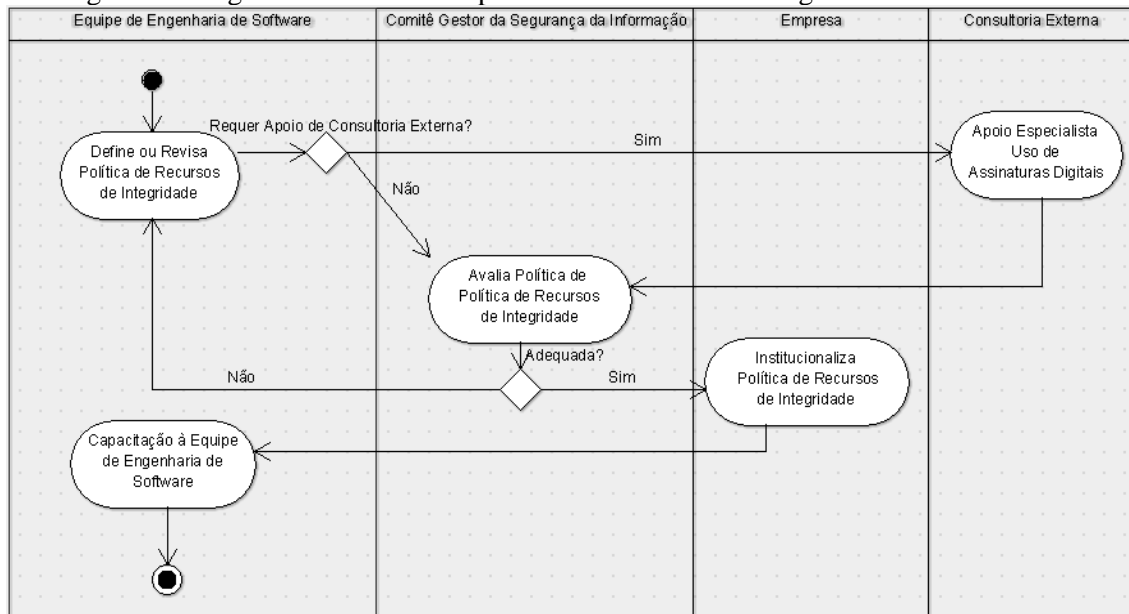 Equipe de Engenharia de Software
Comitê Gestor da Segurança da Informação
Empresa
Consultoria Externa
Requer Apoio de Consultoria Externa?
Define ou Revisa
Política de Recursos
de Integridade
Sim
Apoio Especialista
Uso de
Assinaturas Digitais
Não
Avalia Política de
Política de Recursos
de Integridade
Adequada?
Não
Sim
Institucionaliza
Política de Recursos
de Integridade
Capacitação à Equipe
de Engenharia de
Software